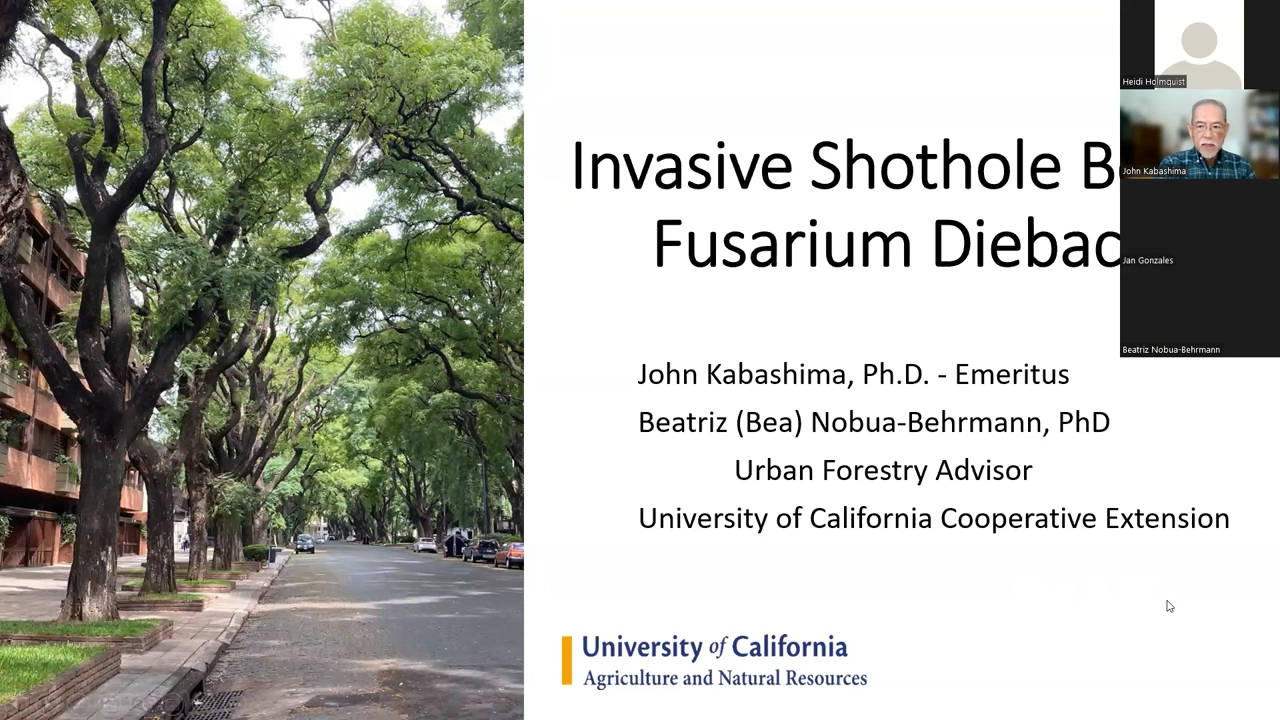 Invasive Shothole B
Fusarium Dieba
John Kabashima, Ph.D. - Emeritus
Beatriz (Bea) Nobua-Behrmann, PhD
Urban Forestry Advisor
University of California Cooperative Extension
University of California
Agriculture and Natural Resources
Heidi Holmquist
John Kabashima
Jan Gonzales
Beatriz Nobua-Behrmann